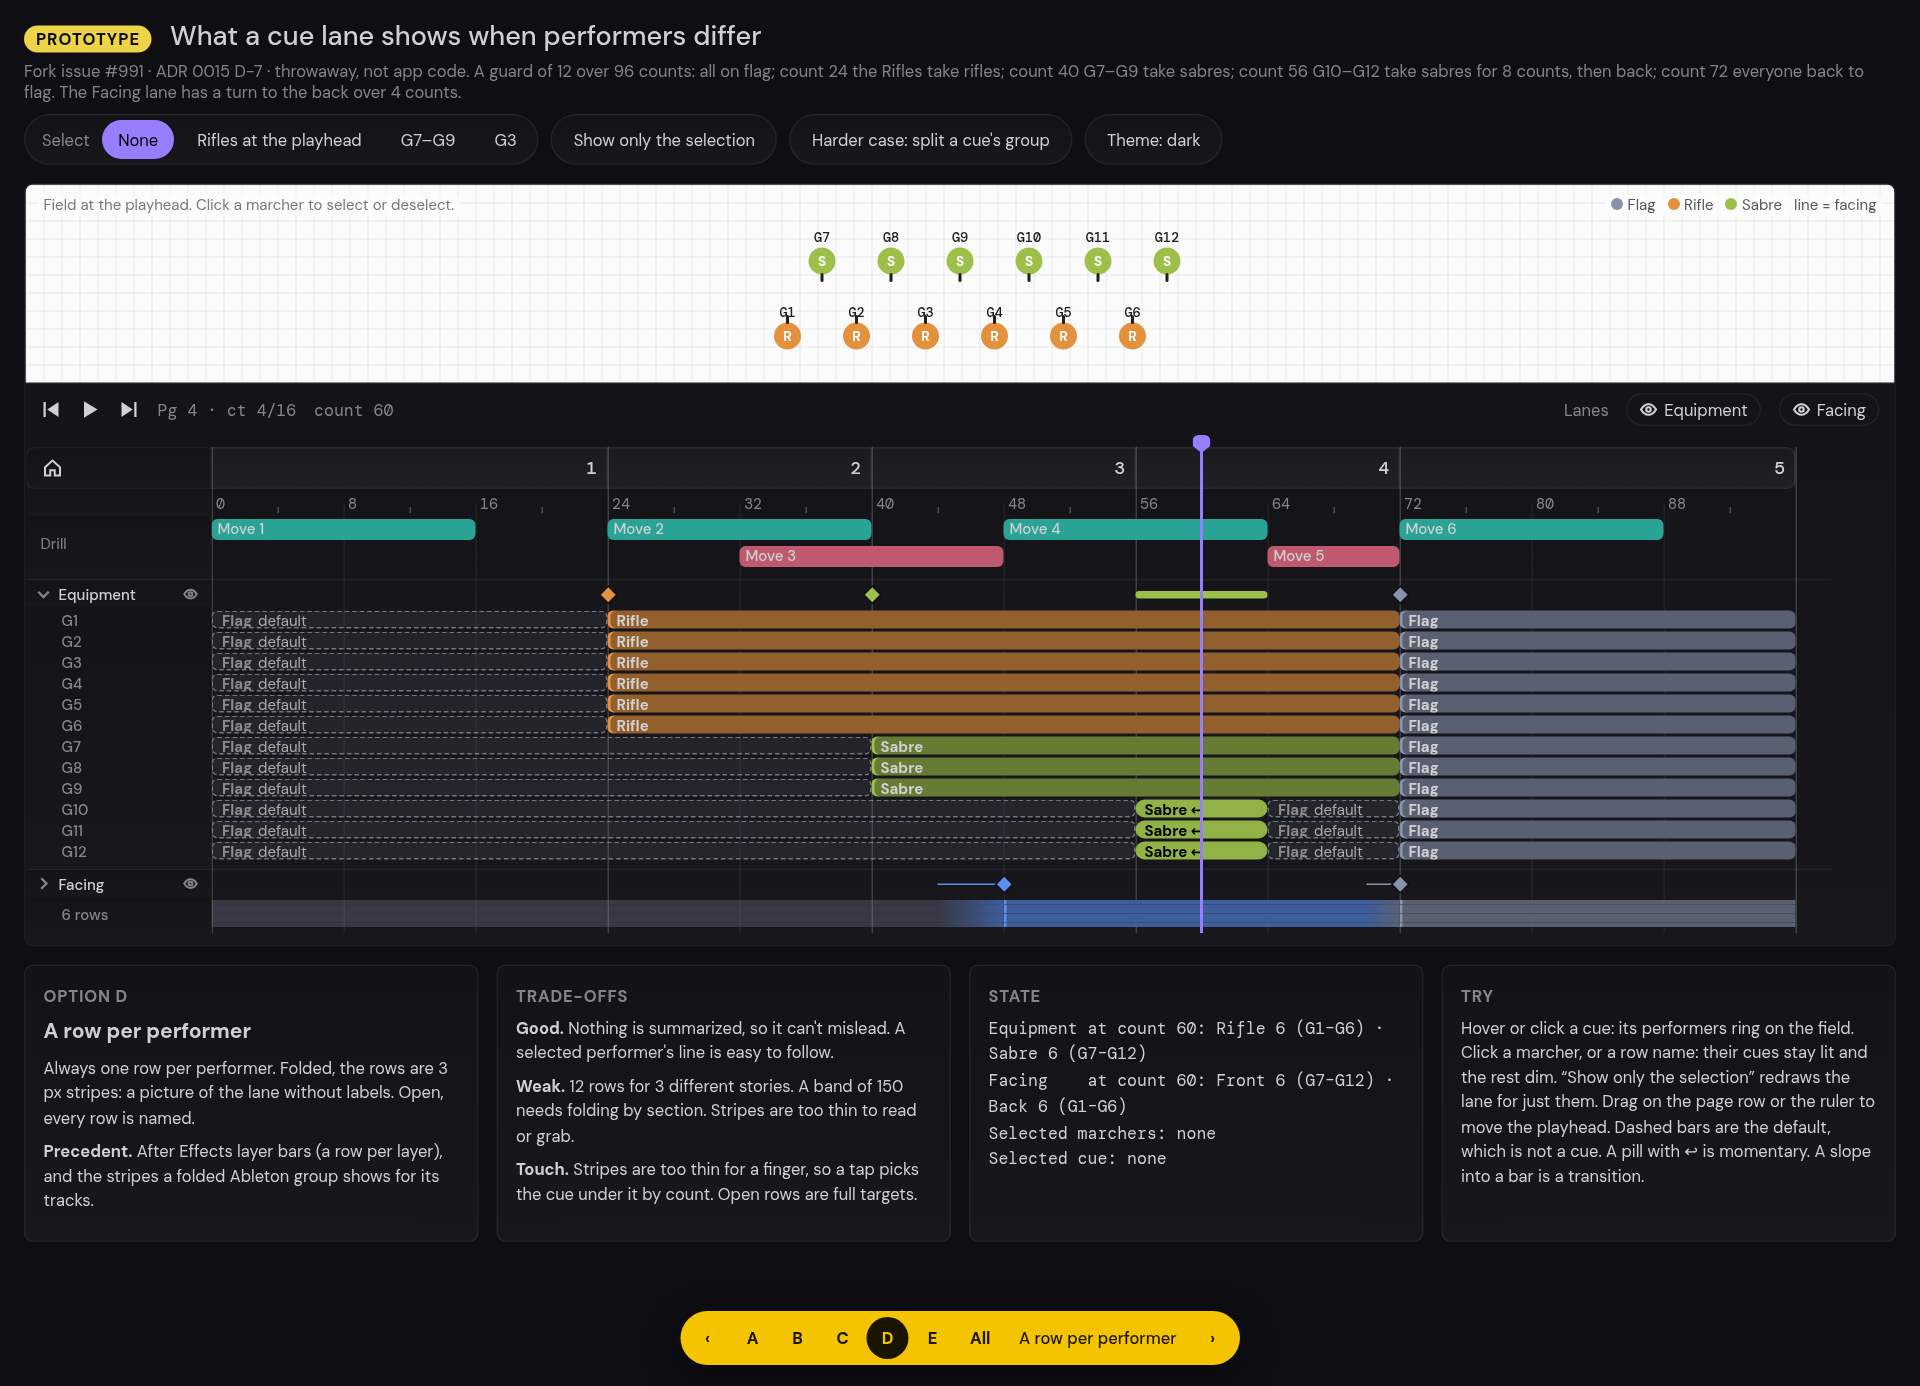 PROTOTYPE What a cue lane shows when performers differ
Fork issue #991 · ADR 0015 D-7 · throwaway, not app code. A guard of 12 over 96 counts: all on flag; count 24 the Rifles take rifles; count 40 G7–G9 take sabres; count 56 G10–G12 take sabres for 8 counts, then back; count 72 everyone back to
flag. The Facing lane has a turn to the back over 4 counts.
Select None Rifles at the playhead G7–G9 G3 Show only the selection Harder case: split a cue's group Theme: dark
Field at the playhead. Click a marcher to select or deselect. Flag Rifle Sabre line = facing
G7 G8 G9 G10 G11 G12
S S S S S S
G1 G2 G3 G4 G5 G6
R R R R R R
Pg 4 · ct 4/16 count 60 Lanes Equipment Facing
1 2 3 4 5
0 8 16 24 32 40 48 56 64 72 80 88
Move 1 Move 2 Move 4 Move 6
Drill
Move 3 Move 5
Equipment
G1 Flag default Rifle Flag
G2 Flag default Rifle Flag
G3 Flag default Rifle Flag
G4 Flag default Rifle Flag
G5 Flag default Rifle Flag
G6 Flag default Rifle Flag
G7 Flag default Sabre Flag
G8 Flag default Sabre Flag
G9 Flag default Sabre Flag
G10 Flag default Sabre ↩ Flag default Flag
G11 Flag default Sabre ↩ Flag default Flag
G12 Flag default Sabre ↩ Flag default Flag
Facing
6 rows
OPTION D
A row per performer
Always one row per performer. Folded, the rows are 3
px stripes: a picture of the lane without labels. Open,
every row is named.
Precedent. After Effects layer bars (a row per layer),
and the stripes a folded Ableton group shows for its
tracks.
TRADE-OFFS
Good. Nothing is summarized, so it can't mislead. A
selected performer's line is easy to follow.
Weak. 12 rows for 3 different stories. A band of 150
needs folding by section. Stripes are too thin to read
or grab.
Touch. Stripes are too thin for a finger, so a tap picks
the cue under it by count. Open rows are full targets.
STATE
Equipment at count 60: Rifle 6 (G1–G6) ·
Sabre 6 (G7–G12)
Facing at count 60: Front 6 (G7–G12) ·
Back 6 (G1–G6)
Selected marchers: none
Selected cue: none
TRY
Hover or click a cue: its performers ring on the field.
Click a marcher, or a row name: their cues stay lit and
the rest dim. “Show only the selection” redraws the
lane for just them. Drag on the page row or the ruler to
move the playhead. Dashed bars are the default,
which is not a cue. A pill with ↩ is momentary. A slope
into a bar is a transition.
‹ A B C D E All A row per performer ›